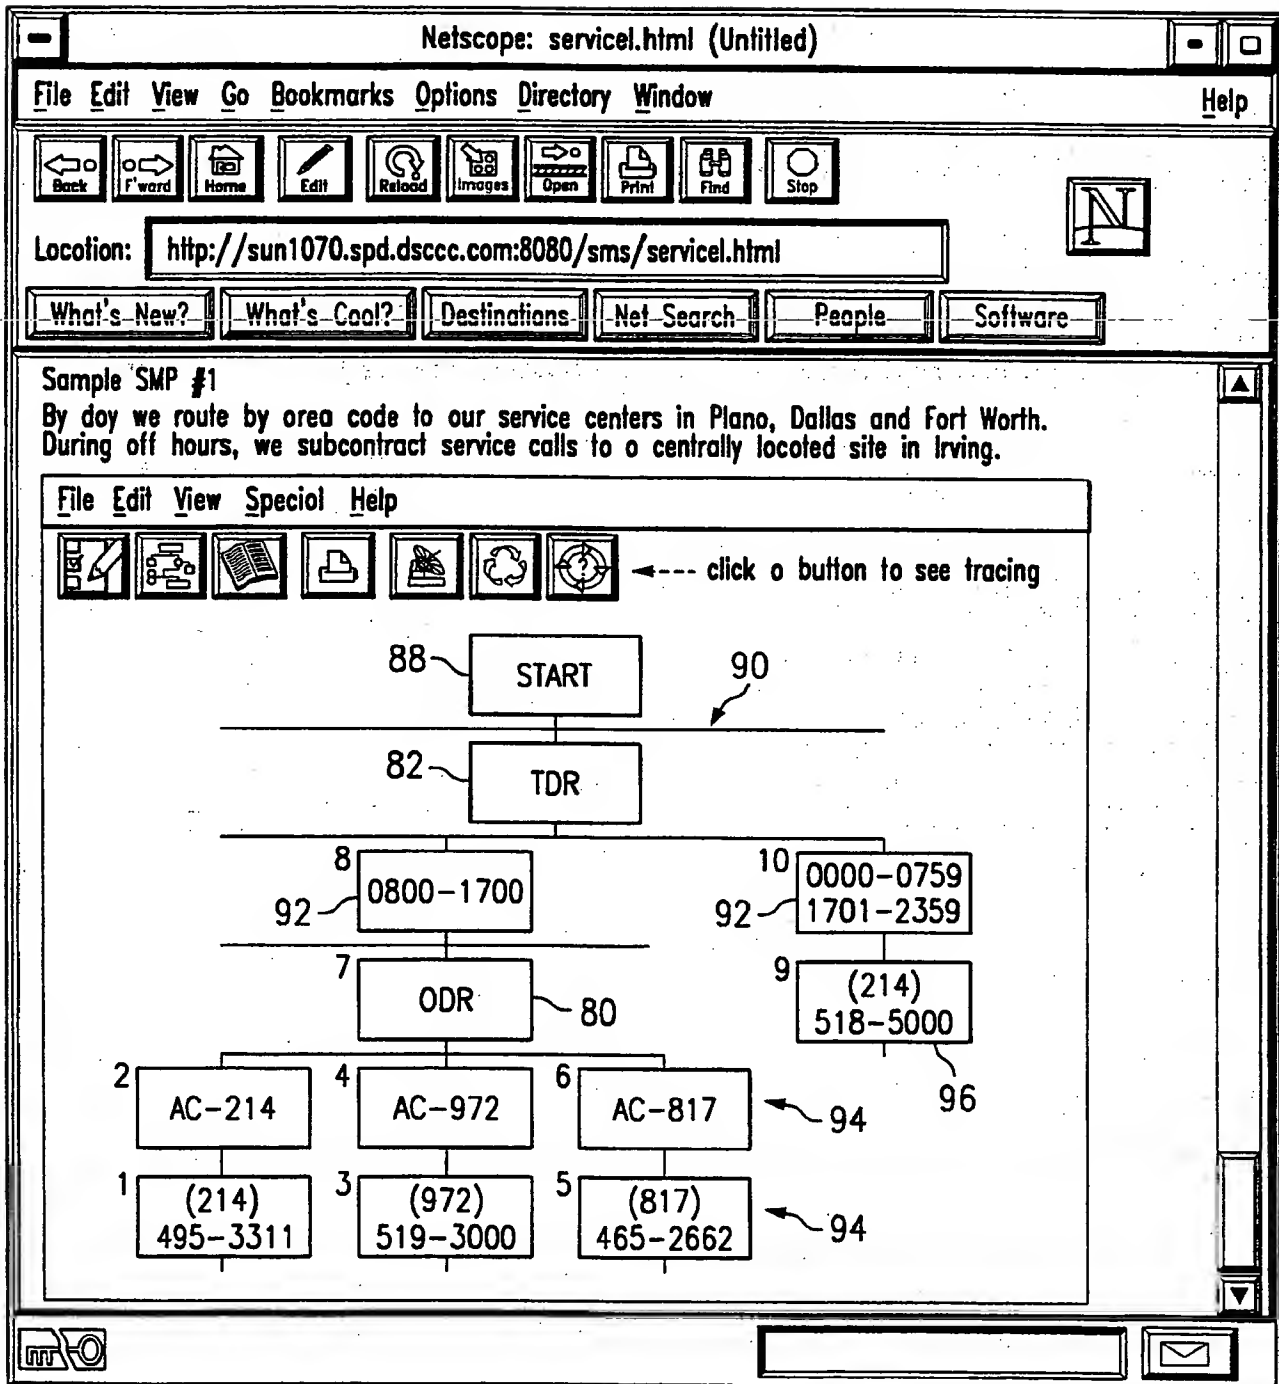 Netscope: servicel.html (Untitled)
File Edit View Go Bookmarks Options Directory Window Help
Back F'ward Home Edit Reload Images Open Print Find Stop
N
Location: http://sun1070.spd.dsccc.com:8080/sms/servicel.html
What's New? What's Cool? Destinations Net Search People Software
Sample SMP #1
By doy we route by orea code to our service centers in Plano, Dallas and Fort Worth.
During off hours, we subcontract service calls to o centrally locoted site in Irving.
File Edit View Speciol Help
? click o button to see tracing
88 START
90
82 TDR
8 10
0800-1700 0000-0759
92 92 1701-2359
7 9
ODR 80 (214)
518-5000
96
2 4 6
AC-214 AC-972 AC-817 94
1 3 5
(214) (972) (817)
495-3311 519-3000 465-2662 94